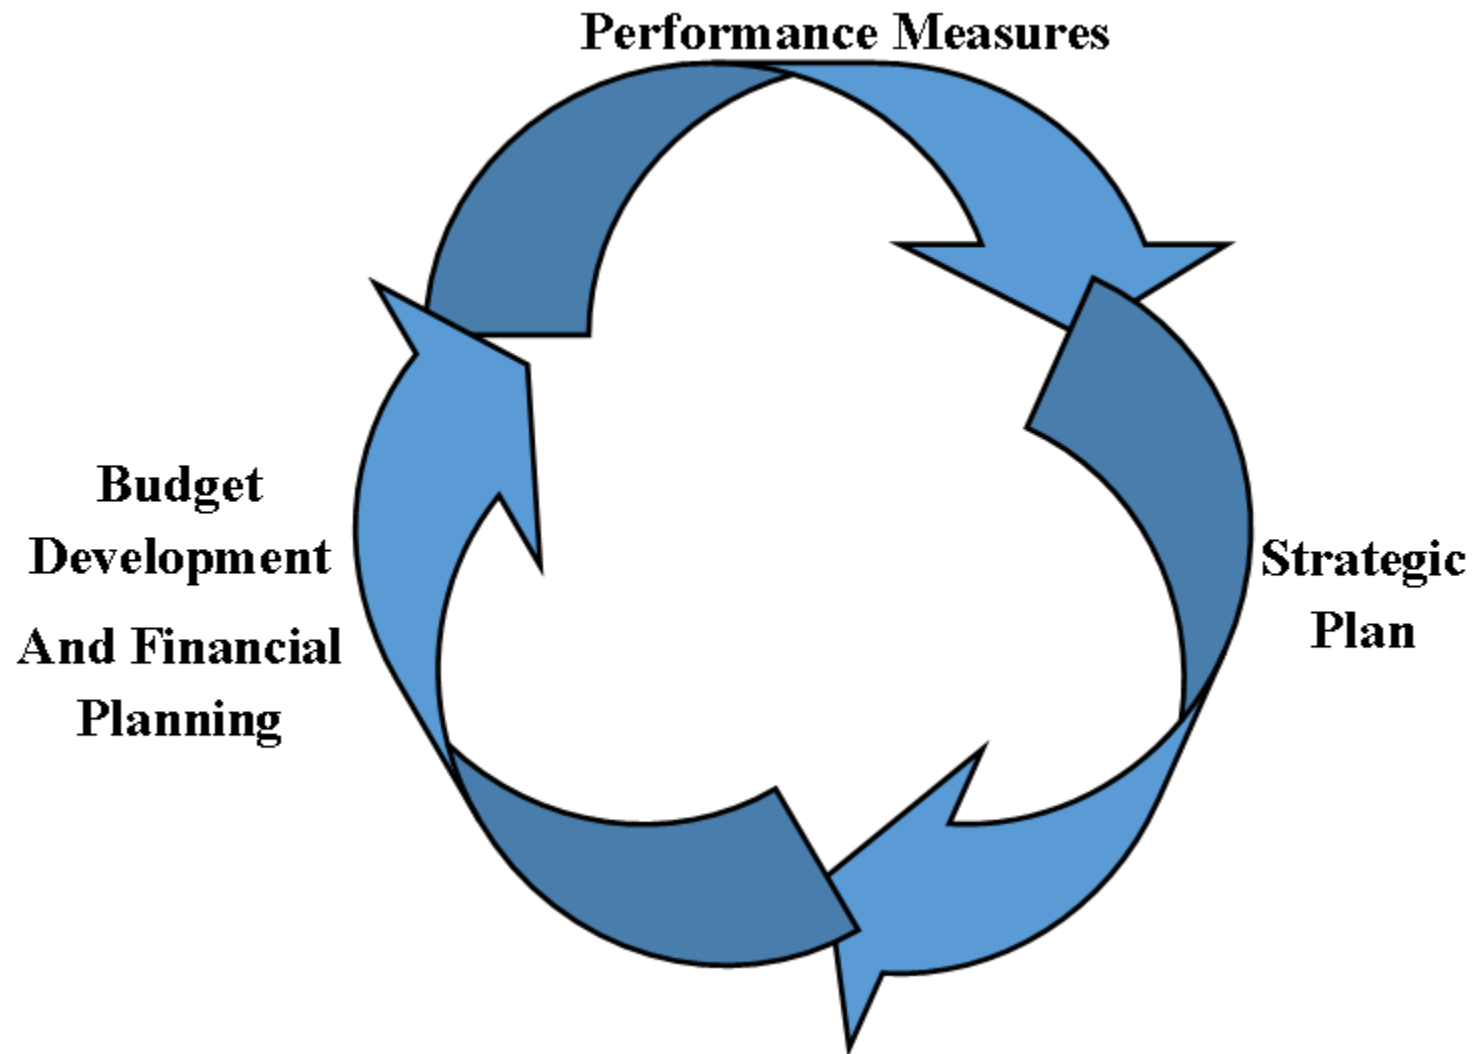 Performance Measures
Budget
Development
And Financial
Planning
Strategic
Plan